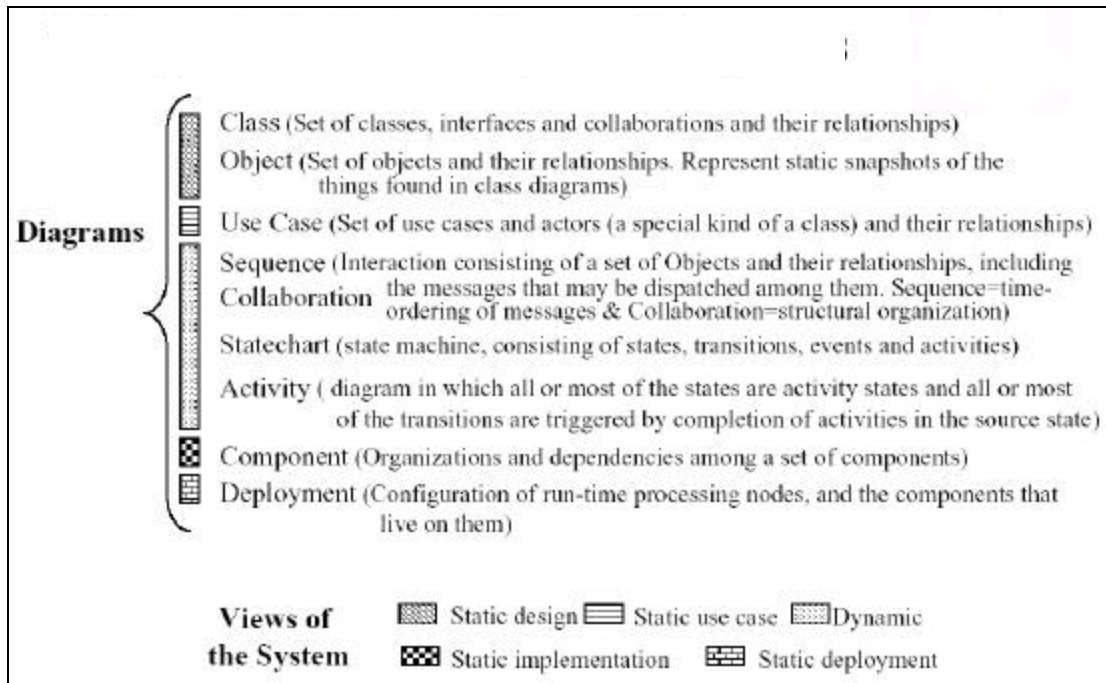 Class (Set of classes, interfaces and collaborations and their relationships)
Object (Set of objects and their relationships. Represent static snapshots of the
things found in class diagrams)
Diagrams
Use Case (Set of use cases and actors (a special kind of a class) and their relationships)
Sequence (Interaction consisting of a set of Objects and their relationships, including
Collaboration the messages that may be dispatched among them. Sequence=time-
ordering of messages & Collaboration=structural organization)
Statechart (state machine, consisting of states, transitions, events and activities)
Activity ( diagram in which all or most of the states are activity states and all or most
of the transitions are triggered by completion of activities in the source state)
Component (Organizations and dependencies among a set of components)
Deployment (Configuration of run-time processing nodes, and the components that
live on them)
Views of
the System
Static design Static use case Dynamic
Static implementation Static deployment